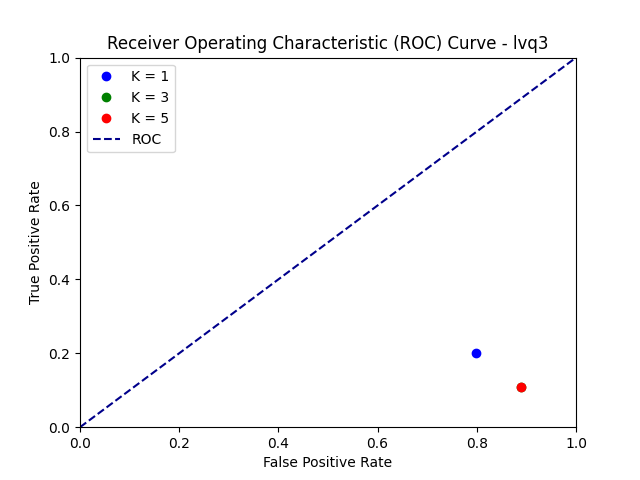 Receiver Operating Characteristic (ROC) Curve - lvq3
1.0
0.8
0.6
0.4
0.2
0.0
True Positive Rate
K = 1
K = 3
K = 5
ROC
0.0 0.2 0.4 0.6 0.8 1.0
False Positive Rate